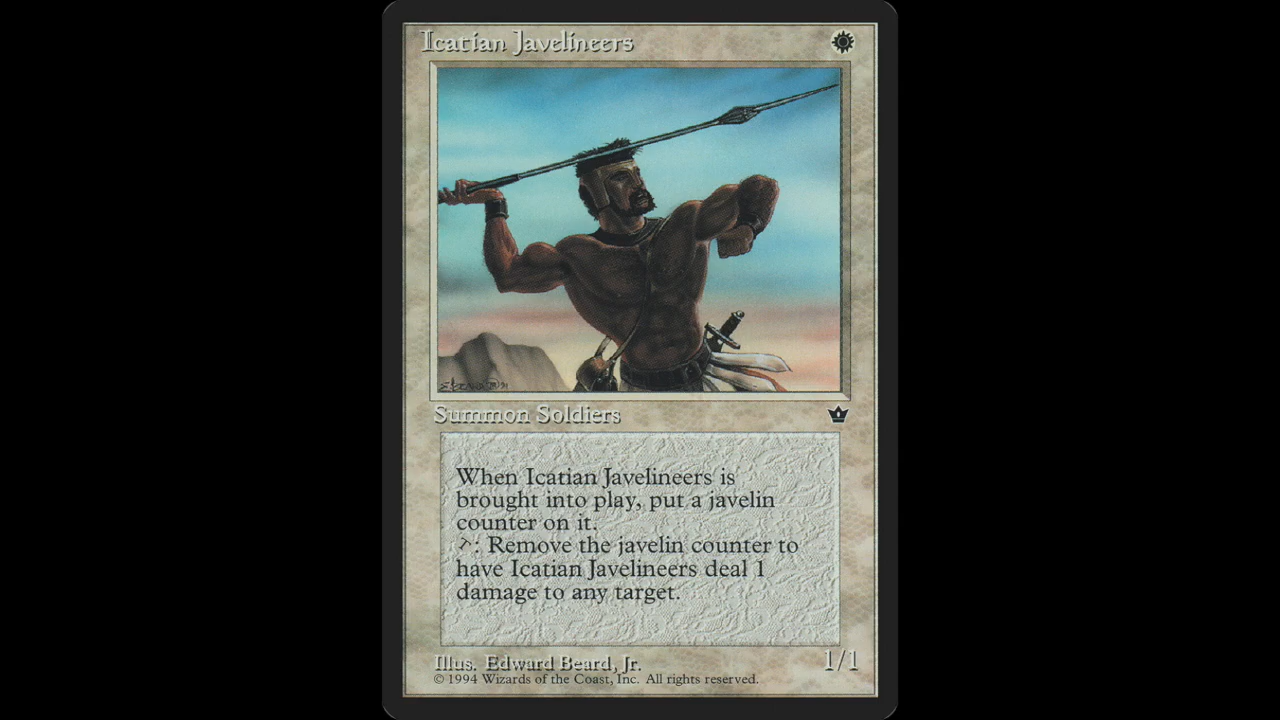 Icatian Javelineers
Summon Soldiers
When Icatian Javelineers is
brought into play, put a javelin
counter on it.
: Remove the javelin counter to
have Icatian Javelineers deal 1
damage to any target.
Illus. Edward Beard, Jr.
1/1
© 1994 Wizards of the Coast, Inc. All rights reserved.